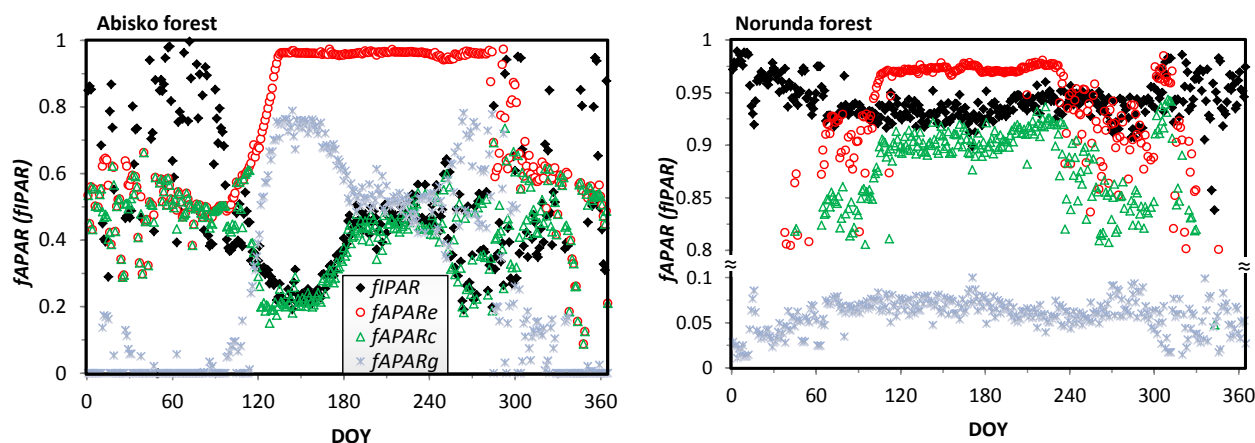 Abisko forest
fAPAR (fIPAR)
1
0.8
0.6
0.4
0.2
0
0 60 120 180 240 300 360
DOY
fIPAR
fAPARe
fAPARc
fAPARg
Norunda forest
fAPAR (fIPAR)
1
0.95
0.9
0.85
0.8
≈ ≈
0.1
0.05
0
0 60 120 180 240 300 360
DOY